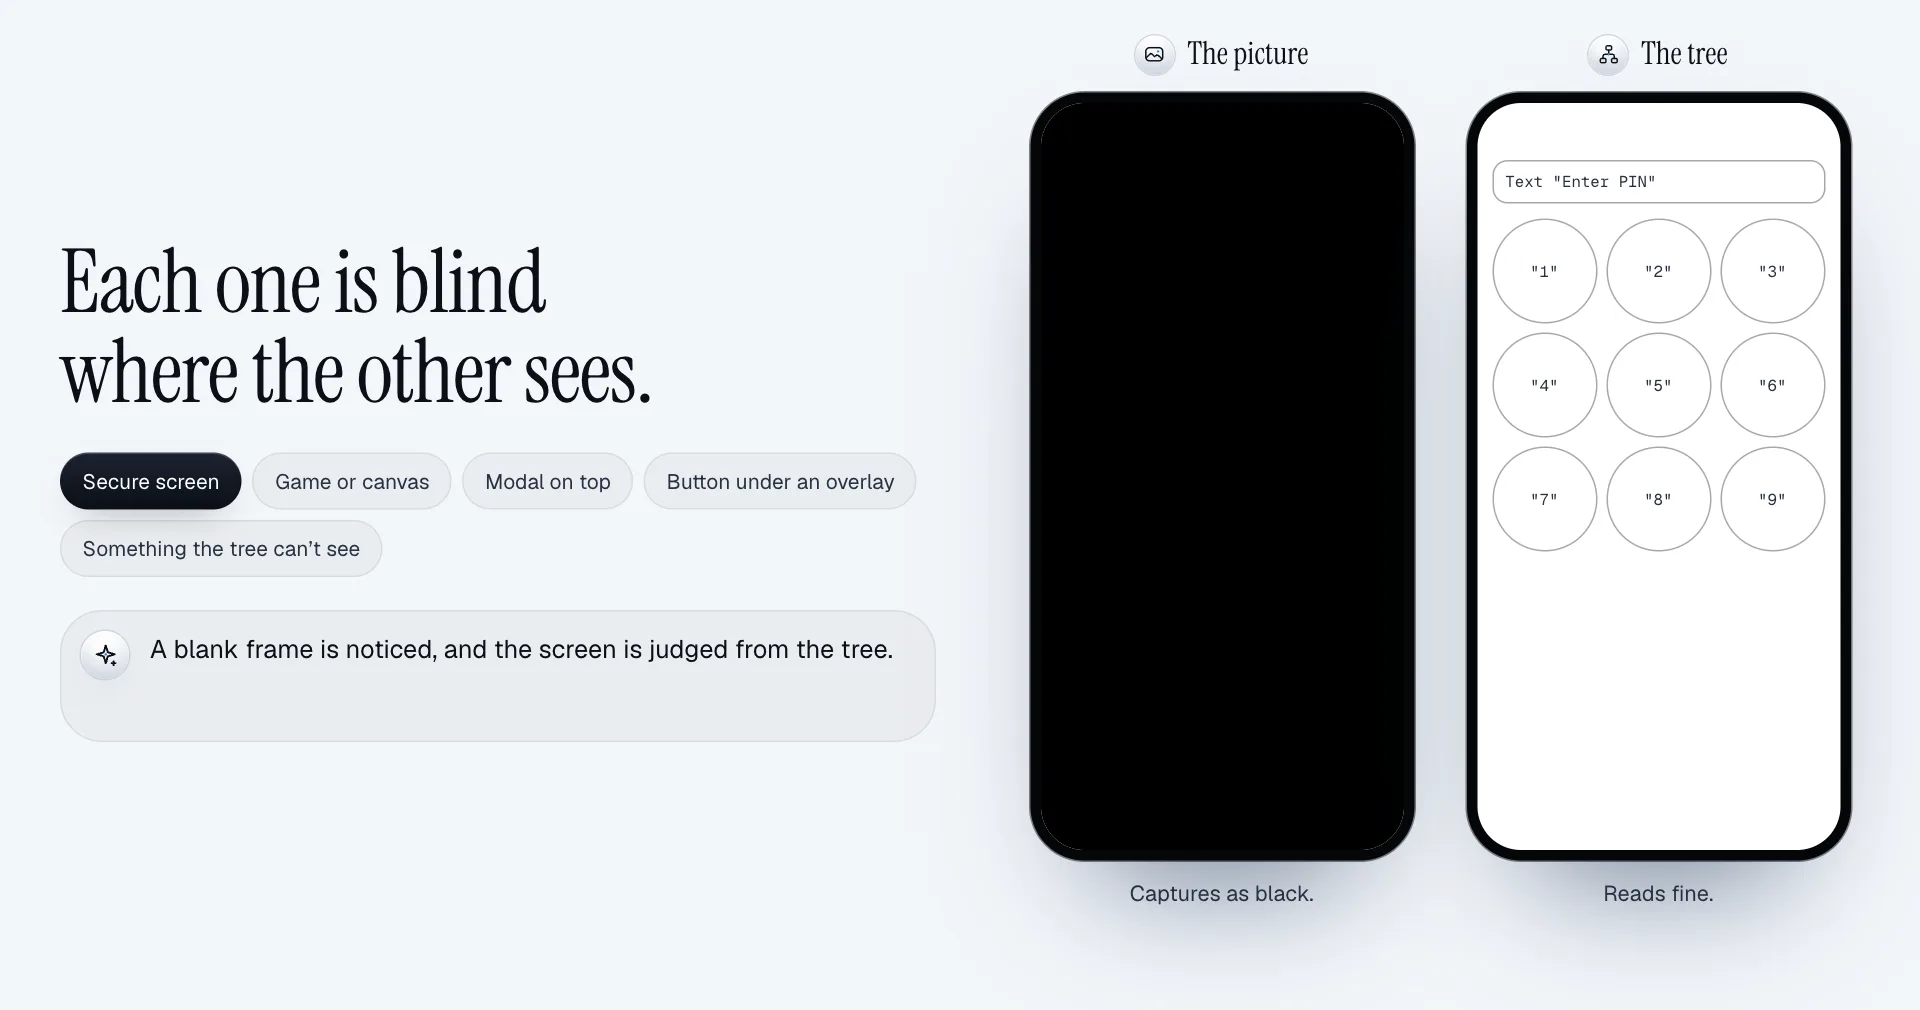 Each one is blind
where the other sees.
Secure screen
Game or canvas
Modal on top
Button under an overlay
Something the tree can’t see
A blank frame is noticed, and the screen is judged from the tree.
The picture
Captures as black.
The tree
Text "Enter PIN"
"1" "2" "3"
"4" "5" "6"
"7" "8" "9"
Reads fine.